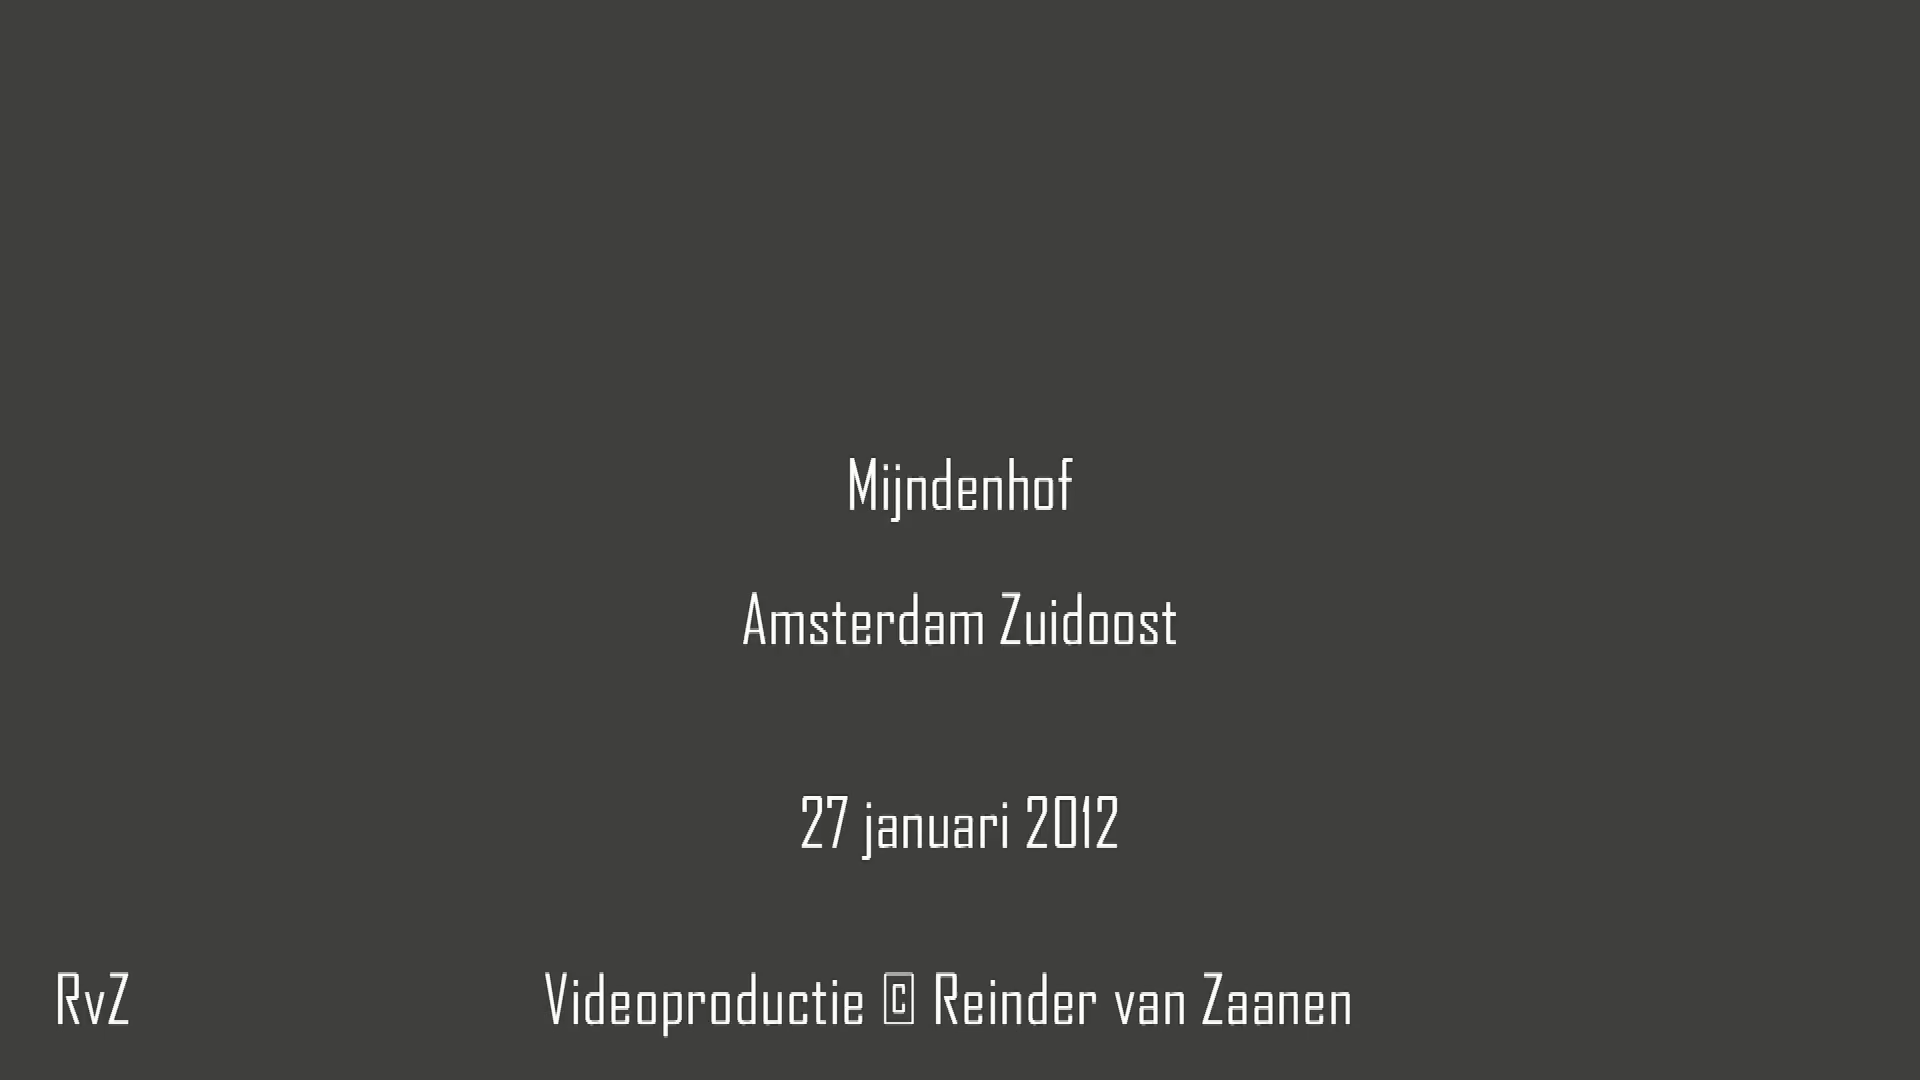 Mijndenhof
Amsterdam Zuidoost
27 januari 2012
RvZ
Videoproductie © Reinder van Zaanen